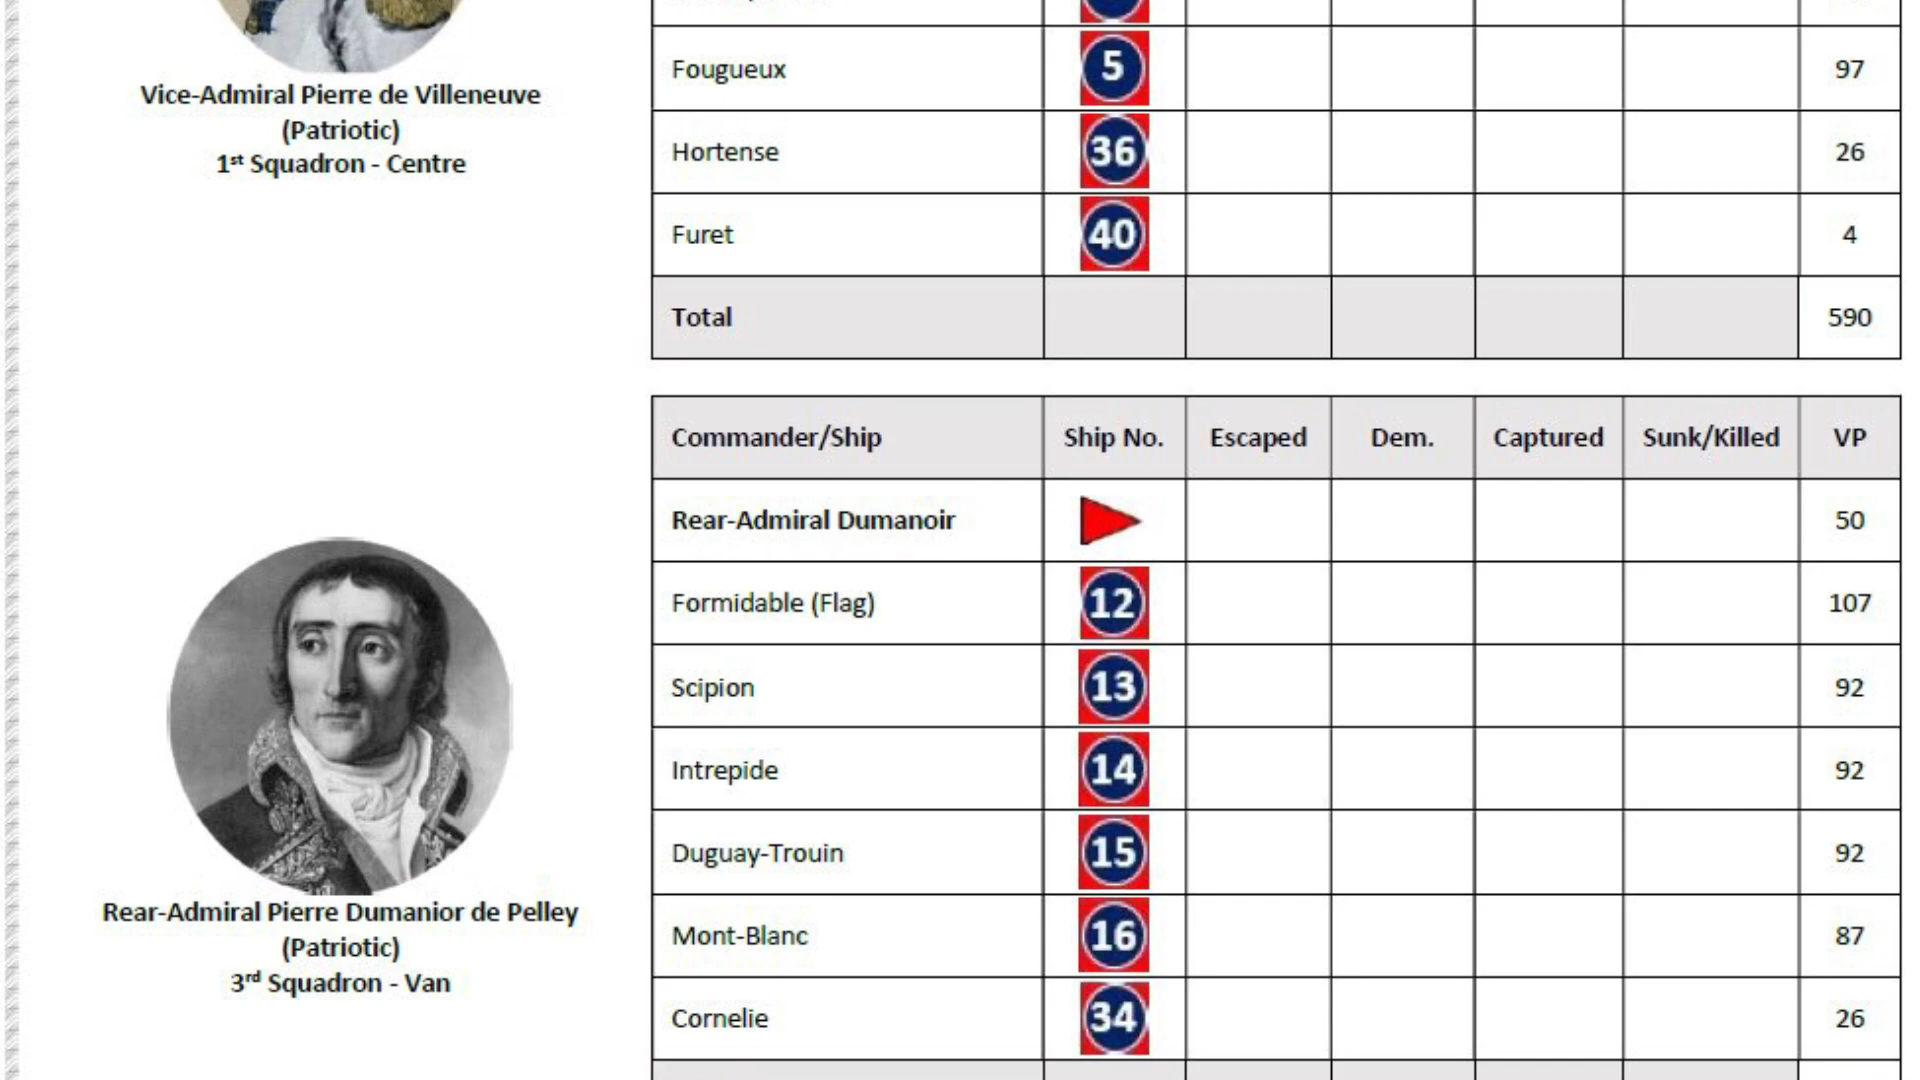 Vice-Admiral Pierre de Villeneuve
(Patriotic)
1st Squadron - Centre
Fougueux 5 97
Hortense 36 26
Furet 40 4
Total 590
Commander/Ship Ship No. Escaped Dem. Captured Sunk/Killed VP
Rear-Admiral Dumanoir 50
Formidable (Flag) 12 107
Scipion 13 92
Intrepide 14 92
Duguay-Trouin 15 92
Mont-Blanc 16 87
Cornelie 34 26
Rear-Admiral Pierre Dumanior de Pelley
(Patriotic)
3rd Squadron - Van